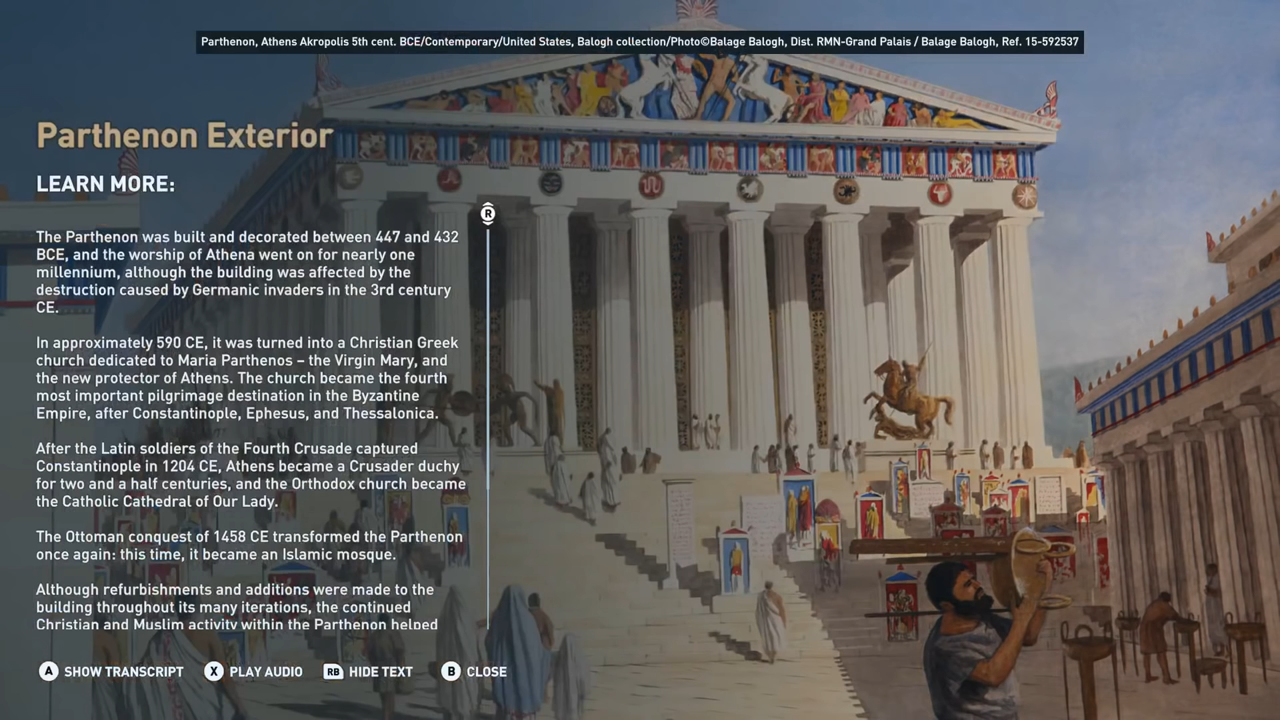 Parthenon, Athens Akropolis 5th cent. BCE/Contemporary/United States, Balogh collection/Photo©Balage Balogh, Dist. RMN-Grand Palais / Balage Balogh, Ref. 15-592537
Parthenon Exterior
LEARN MORE:
R
The Parthenon was built and decorated between 447 and 432
BCE, and the worship of Athena went on for nearly one
millennium, although the building was affected by the
destruction caused by Germanic invaders in the 3rd century
CE.
In approximately 590 CE, it was turned into a Christian Greek
church dedicated to Maria Parthenos – the Virgin Mary, and
the new protector of Athens. The church became the fourth
most important pilgrimage destination in the Byzantine
Empire, after Constantinople, Ephesus, and Thessalonica.
After the Latin soldiers of the Fourth Crusade captured
Constantinople in 1204 CE, Athens became a Crusader duchy
for two and a half centuries, and the Orthodox church became
the Catholic Cathedral of Our Lady.
The Ottoman conquest of 1458 CE transformed the Parthenon
once again: this time, it became an Islamic mosque.
Although refurbishments and additions were made to the
building throughout its many iterations, the continued
Christian and Muslim activity within the Parthenon helped
A SHOW TRANSCRIPT X PLAY AUDIO RB HIDE TEXT B CLOSE